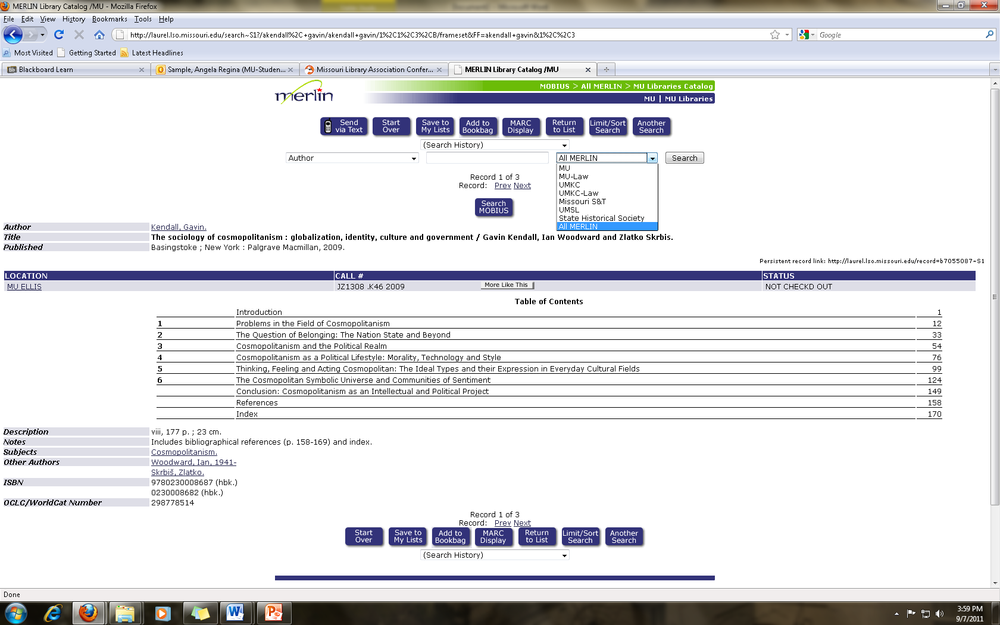 MERLIN Library Catalog /MU - Mozilla Firefox
File Edit View History Bookmarks Tools Help
http://laurel.lso.missouri.edu/search~S1?/akendall%2C+gavin/akendall+gavin/1%2C1%2C3%2CB/frameset&FF=akendall+gavin&1%2C%2C3
Google
Most Visited Getting Started Latest Headlines
Bb Blackboard Learn
Sample, Angela Regina (MU-Studen...
Missouri Library Association Confer...
MERLIN Library Catalog /MU
merlin
MOBIUS > All MERLIN > MU Libraries Catalog
MU | MU Libraries
Send via Text
Start Over
Save to My Lists
Add to Bookbag
MARC Display
Return to List
Limit/Sort Search
Another Search
(Search History)
Author All MERLIN Search
MU
MU-Law
UMKC
UMKC-Law
Missouri S&T
UMSL
State Historical Society
All MERLIN
Record 1 of 3
Record: Prev Next
Search MOBIUS
Author Kendall, Gavin.
Title The sociology of cosmopolitanism : globalization, identity, culture and government / Gavin Kendall, Ian Woodward and Zlatko Skrbis.
Published Basingstoke ; New York : Palgrave Macmillan, 2009.
Persistent record link: http://laurel.lso.missouri.edu/record=b7055087~S1
LOCATION CALL # STATUS
MU ELLIS JZ1308 .K46 2009 More Like This NOT CHECKD OUT
Table of Contents
Introduction 1
1 Problems in the Field of Cosmopolitanism 12
2 The Question of Belonging: The Nation State and Beyond 33
3 Cosmopolitanism and the Political Realm 54
4 Cosmopolitanism as a Political Lifestyle: Morality, Technology and Style 76
5 Thinking, Feeling and Acting Cosmopolitan: The Ideal Types and their Expression in Everyday Cultural Fields 99
6 The Cosmopolitan Symbolic Universe and Communities of Sentiment 124
Conclusion: Cosmopolitanism as an Intellectual and Political Project 149
References 158
Index 170
Description viii, 177 p. ; 23 cm.
Notes Includes bibliographical references (p. 158-169) and index.
Subjects Cosmopolitanism.
Other Authors Woodward, Ian, 1941-
Skrbiš, Zlatko.
ISBN 9780230008687 (hbk.)
0230008682 (hbk.)
OCLC/WorldCat Number 298778514
Record 1 of 3
Record: Prev Next
Start Over
Save to My Lists
Add to Bookbag
MARC Display
Return to List
Limit/Sort Search
Another Search
(Search History)
Done
3:59 PM
9/7/2011